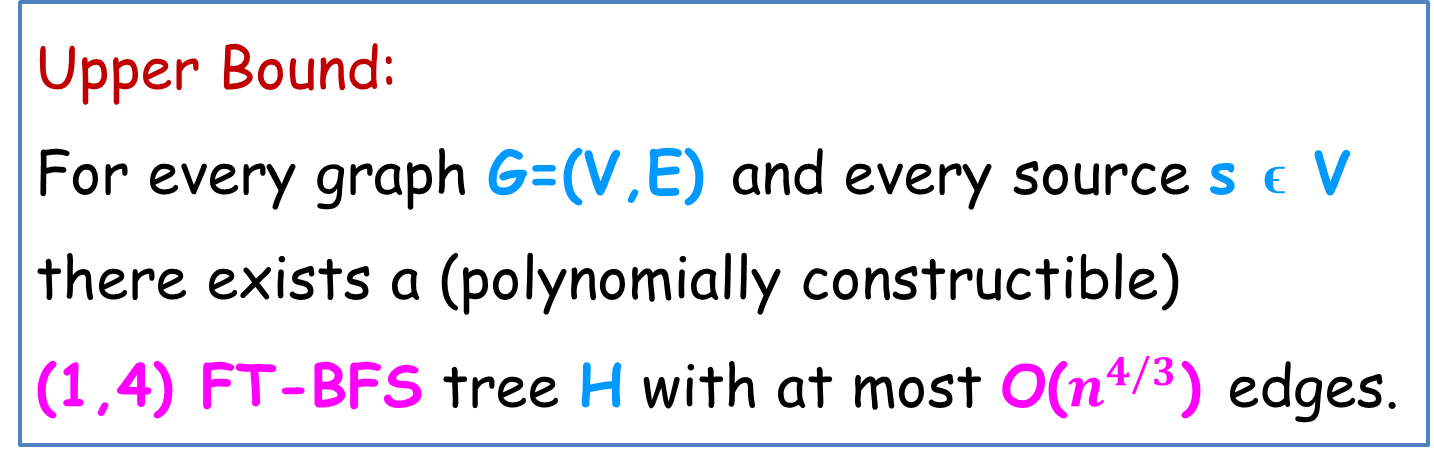 Upper Bound:
For every graph G=(V,E) and every source s ϵ V
there exists a (polynomially constructible)
(1,4) FT-BFS tree H with at most O(n^{4/3}) edges.